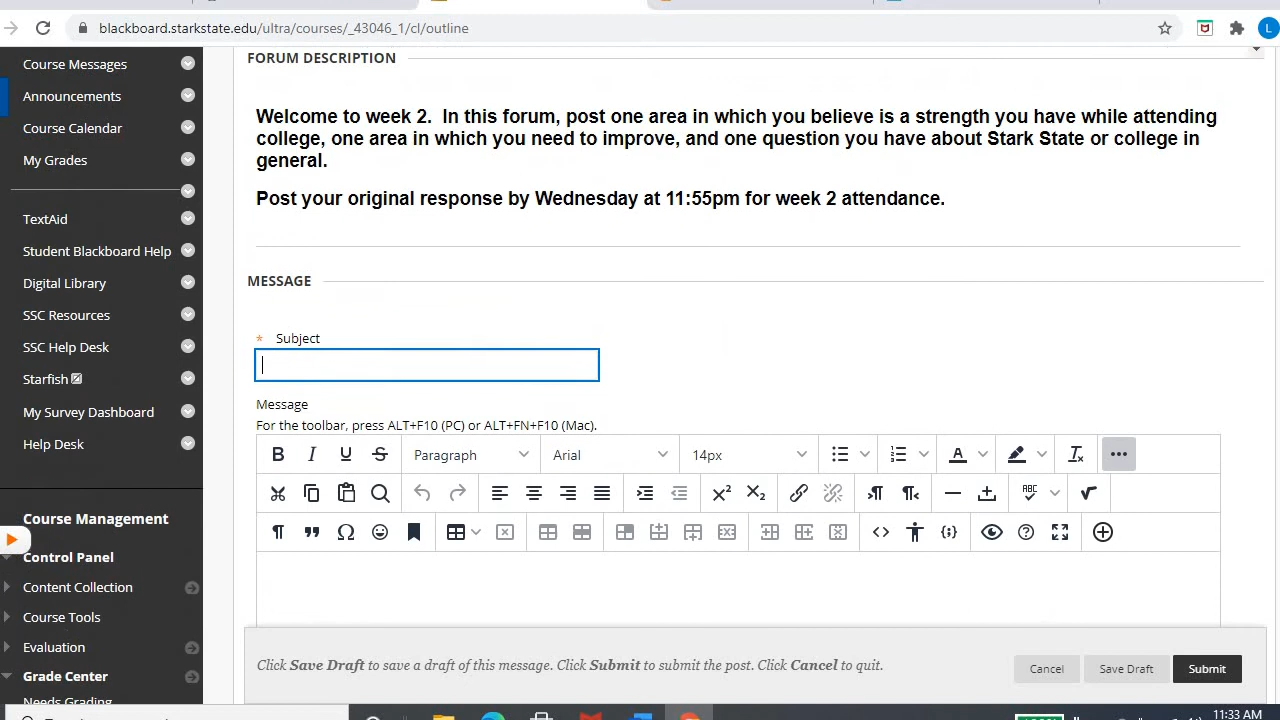 blackboard.starkstate.edu/ultra/courses/_43046_1/cl/outline
L
Course Messages
Announcements
Course Calendar
My Grades
TextAid
Student Blackboard Help
Digital Library
SSC Resources
SSC Help Desk
Starfish
My Survey Dashboard
Help Desk
Course Management
Control Panel
Content Collection
Course Tools
Evaluation
Grade Center
Needs Grading
FORUM DESCRIPTION
Welcome to week 2.  In this forum, post one area in which you believe is a strength you have while attending
college, one area in which you need to improve, and one question you have about Stark State or college in
general.
Post your original response by Wednesday at 11:55pm for week 2 attendance.
MESSAGE
* Subject
Message
For the toolbar, press ALT+F10 (PC) or ALT+FN+F10 (Mac).
B I U S Paragraph Arial 14px A
X² X₂ ABC
Click Save Draft to save a draft of this message. Click Submit to submit the post. Click Cancel to quit.
Cancel Save Draft Submit
11:33 AM